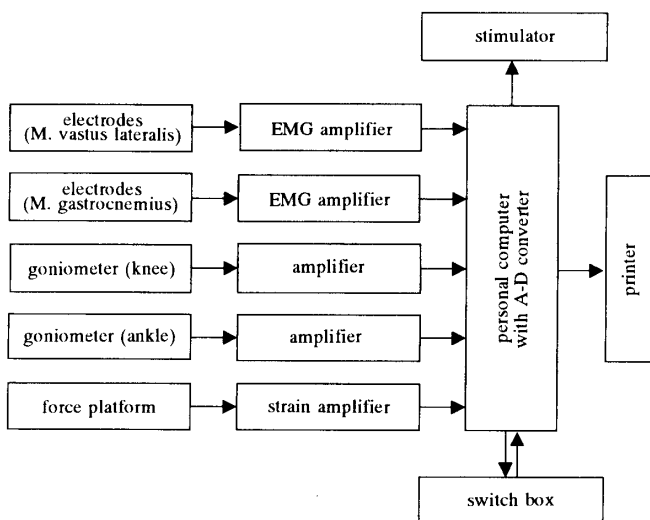 stimulator
electrodes
(M. vastus lateralis)
EMG amplifier
electrodes
(M. gastrocnemius)
EMG amplifier
goniometer (knee)
amplifier
goniometer (ankle)
amplifier
force platform
strain amplifier
personal computer
with A-D converter
printer
switch box